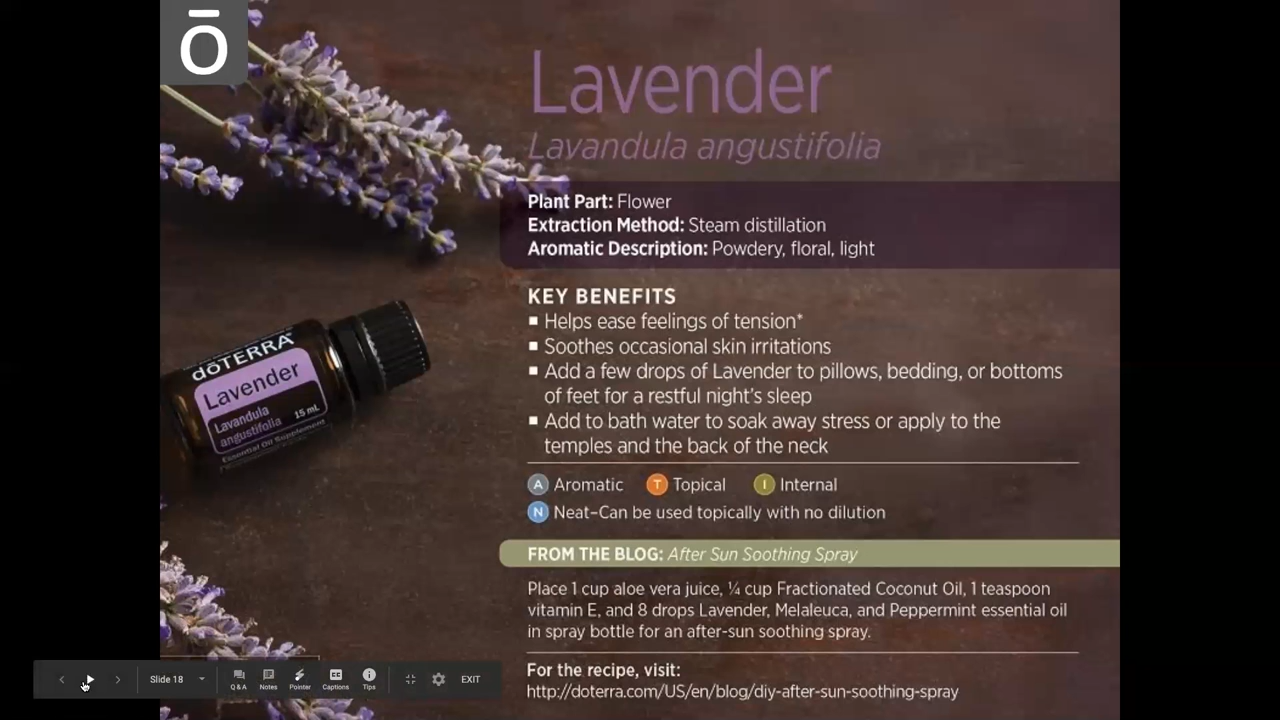 ō
Lavender
Lavandula angustifolia
Plant Part: Flower
Extraction Method: Steam distillation
Aromatic Description: Powdery, floral, light
KEY BENEFITS
▪ Helps ease feelings of tension*
▪ Soothes occasional skin irritations
▪ Add a few drops of Lavender to pillows, bedding, or bottoms
of feet for a restful night's sleep
▪ Add to bath water to soak away stress or apply to the
temples and the back of the neck
A Aromatic T Topical I Internal
N Neat–Can be used topically with no dilution
FROM THE BLOG: After Sun Soothing Spray
Place 1 cup aloe vera juice, ¼ cup Fractionated Coconut Oil, 1 teaspoon
vitamin E, and 8 drops Lavender, Melaleuca, and Peppermint essential oil
in spray bottle for an after-sun soothing spray.
For the recipe, visit:
http://doterra.com/US/en/blog/diy-after-sun-soothing-spray
dōTERRA
Lavender
Lavandula
angustifolia 15 mL
Essential Oil Supplement
Slide 18 Q & A Notes Pointer CC Captions Tips EXIT